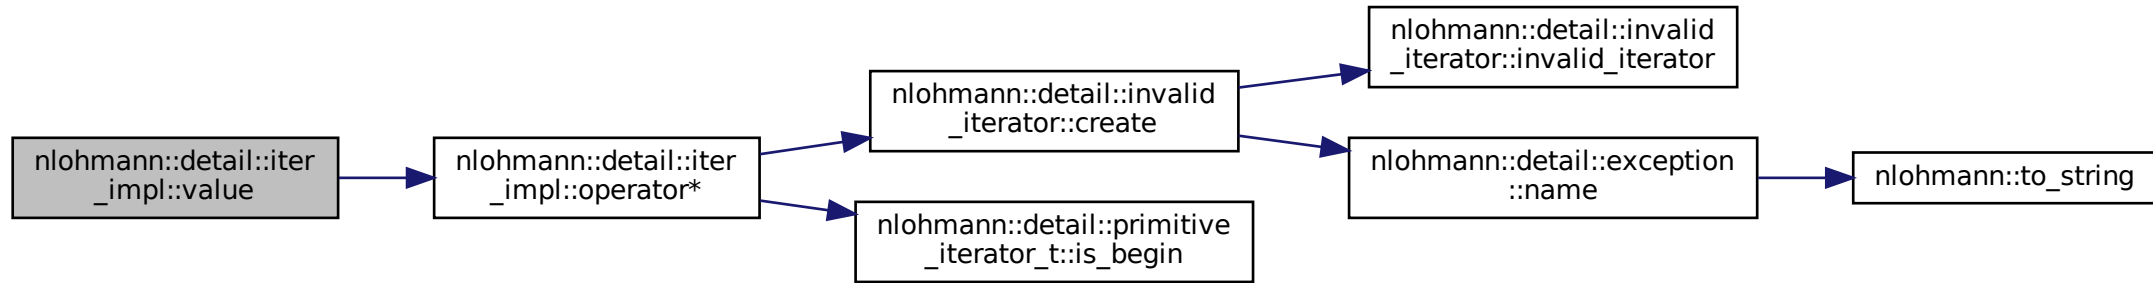 nlohmann::detail::iter
_impl::value
nlohmann::detail::iter
_impl::operator*
nlohmann::detail::invalid
_iterator::create
nlohmann::detail::invalid
_iterator::invalid_iterator
nlohmann::detail::exception
::name
nlohmann::to_string
nlohmann::detail::primitive
_iterator_t::is_begin